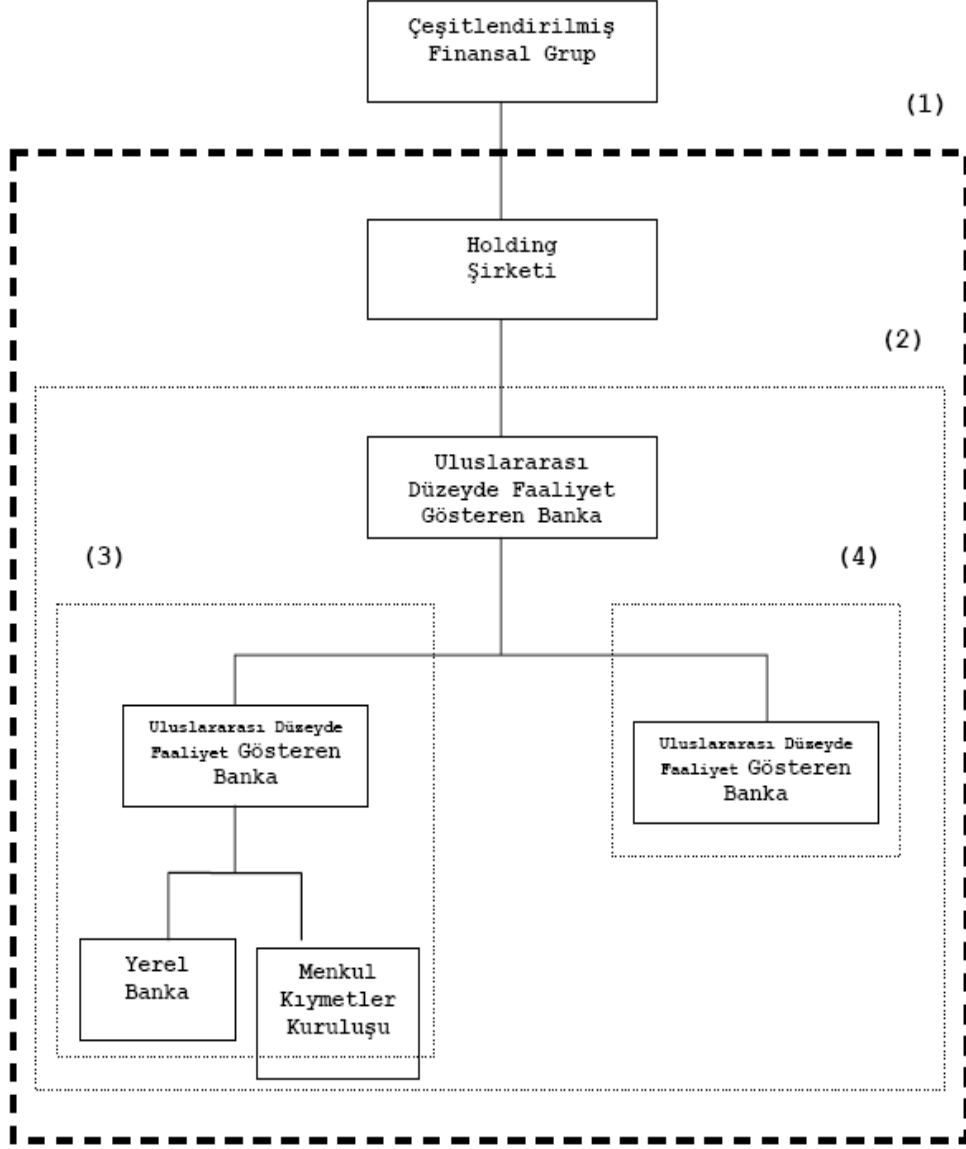 Çeşitlendirilmiş
Finansal Grup
(1)
Holding
Şirketi
(2)
Uluslararası
Düzeyde Faaliyet
Gösteren Banka
(3)
(4)
Uluslararası Düzeyde
Faaliyet Gösteren
Banka
Uluslararası Düzeyde
Faaliyet Gösteren
Banka
Yerel
Banka
Menkul
Kıymetler
Kuruluşu